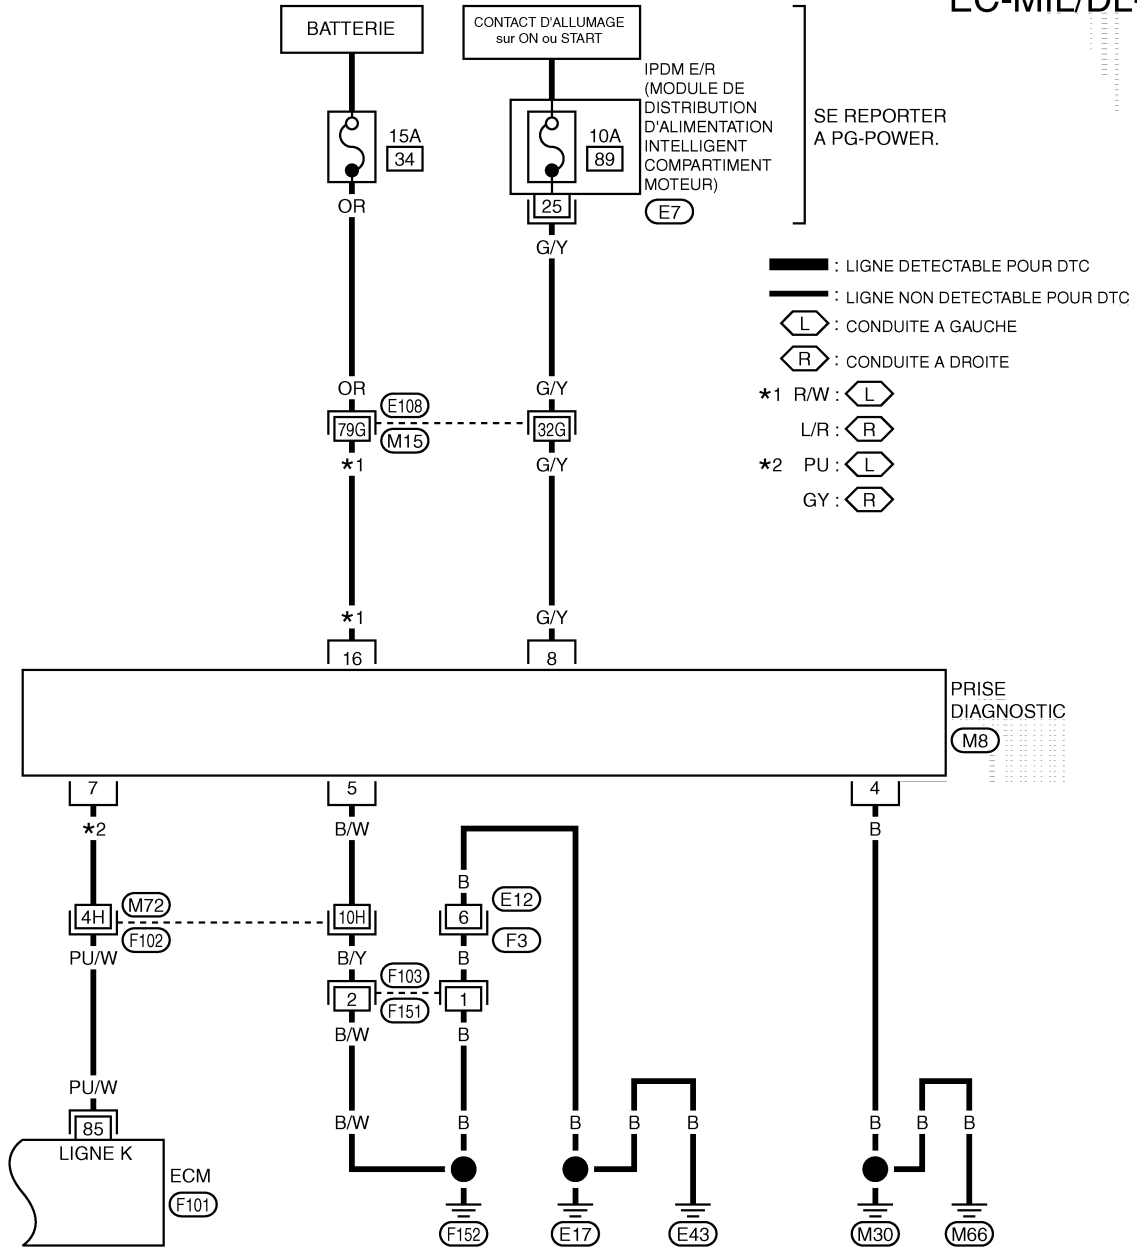 BATTERIE
CONTACT D'ALLUMAGE
sur ON ou START
IPDM E/R
(MODULE DE
DISTRIBUTION
D'ALIMENTATION
INTELLIGENT
COMPARTIMENT
MOTEUR)
E7
SE REPORTER
A PG-POWER.
15A
34
10A
89
25
OR
G/Y
: LIGNE DETECTABLE POUR DTC
: LIGNE NON DETECTABLE POUR DTC
L : CONDUITE A GAUCHE
R : CONDUITE A DROITE
*1 R/W : L
L/R : R
*2 PU : L
GY : R
OR
G/Y
E108
79G
M15
32G
*1
G/Y
*1
G/Y
16
8
PRISE
DIAGNOSTIC
M8
7
5
4
*2
B/W
B
B
4H
M72
F102
10H
6
E12
F3
PU/W
B/Y
B
F103
2
F151
1
B/W
B
PU/W
B/W
B
B
B
B
B
B
B
85
LIGNE K
ECM
F101
F152
E17
E43
M30
M66